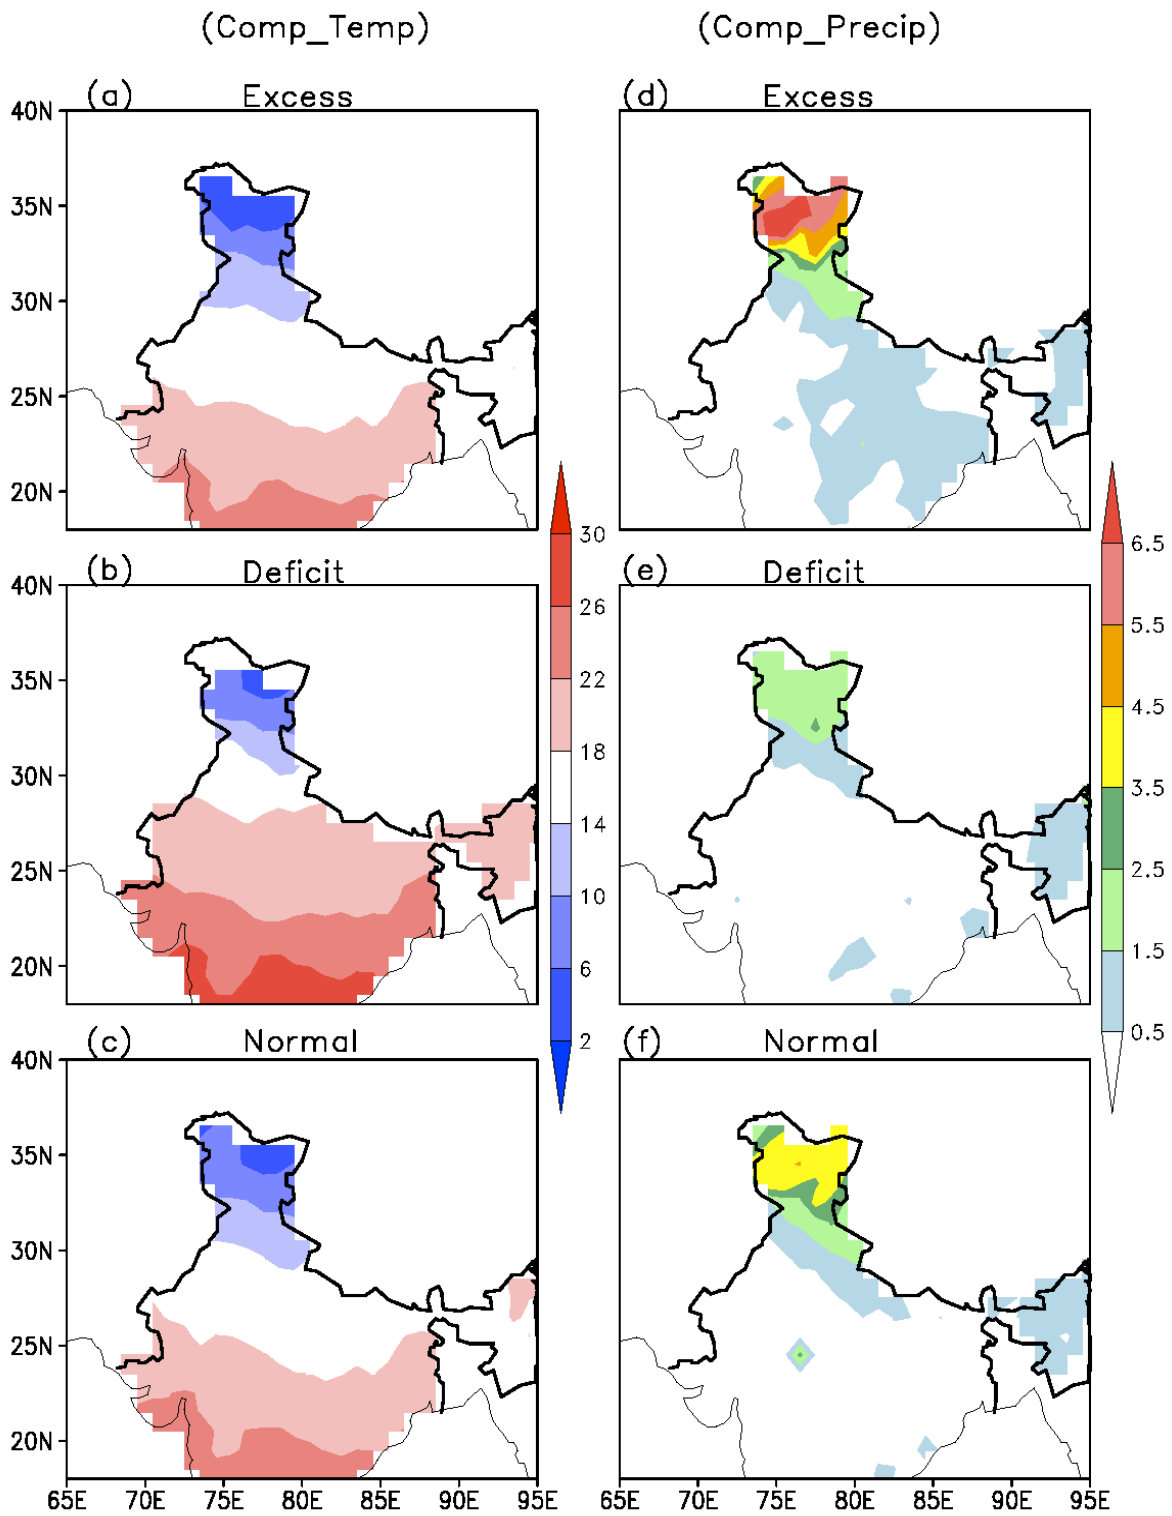 (Comp_Temp)
(Comp_Precip)
(a) Excess
40N
35N
30N
25N
20N
(d) Excess
(b) Deficit
40N
35N
30N
25N
20N
(e) Deficit
30
26
22
18
14
10
6
2
6.5
5.5
4.5
3.5
2.5
1.5
0.5
(c) Normal
40N
35N
30N
25N
20N
65E 70E 75E 80E 85E 90E 95E
(f) Normal
65E 70E 75E 80E 85E 90E 95E